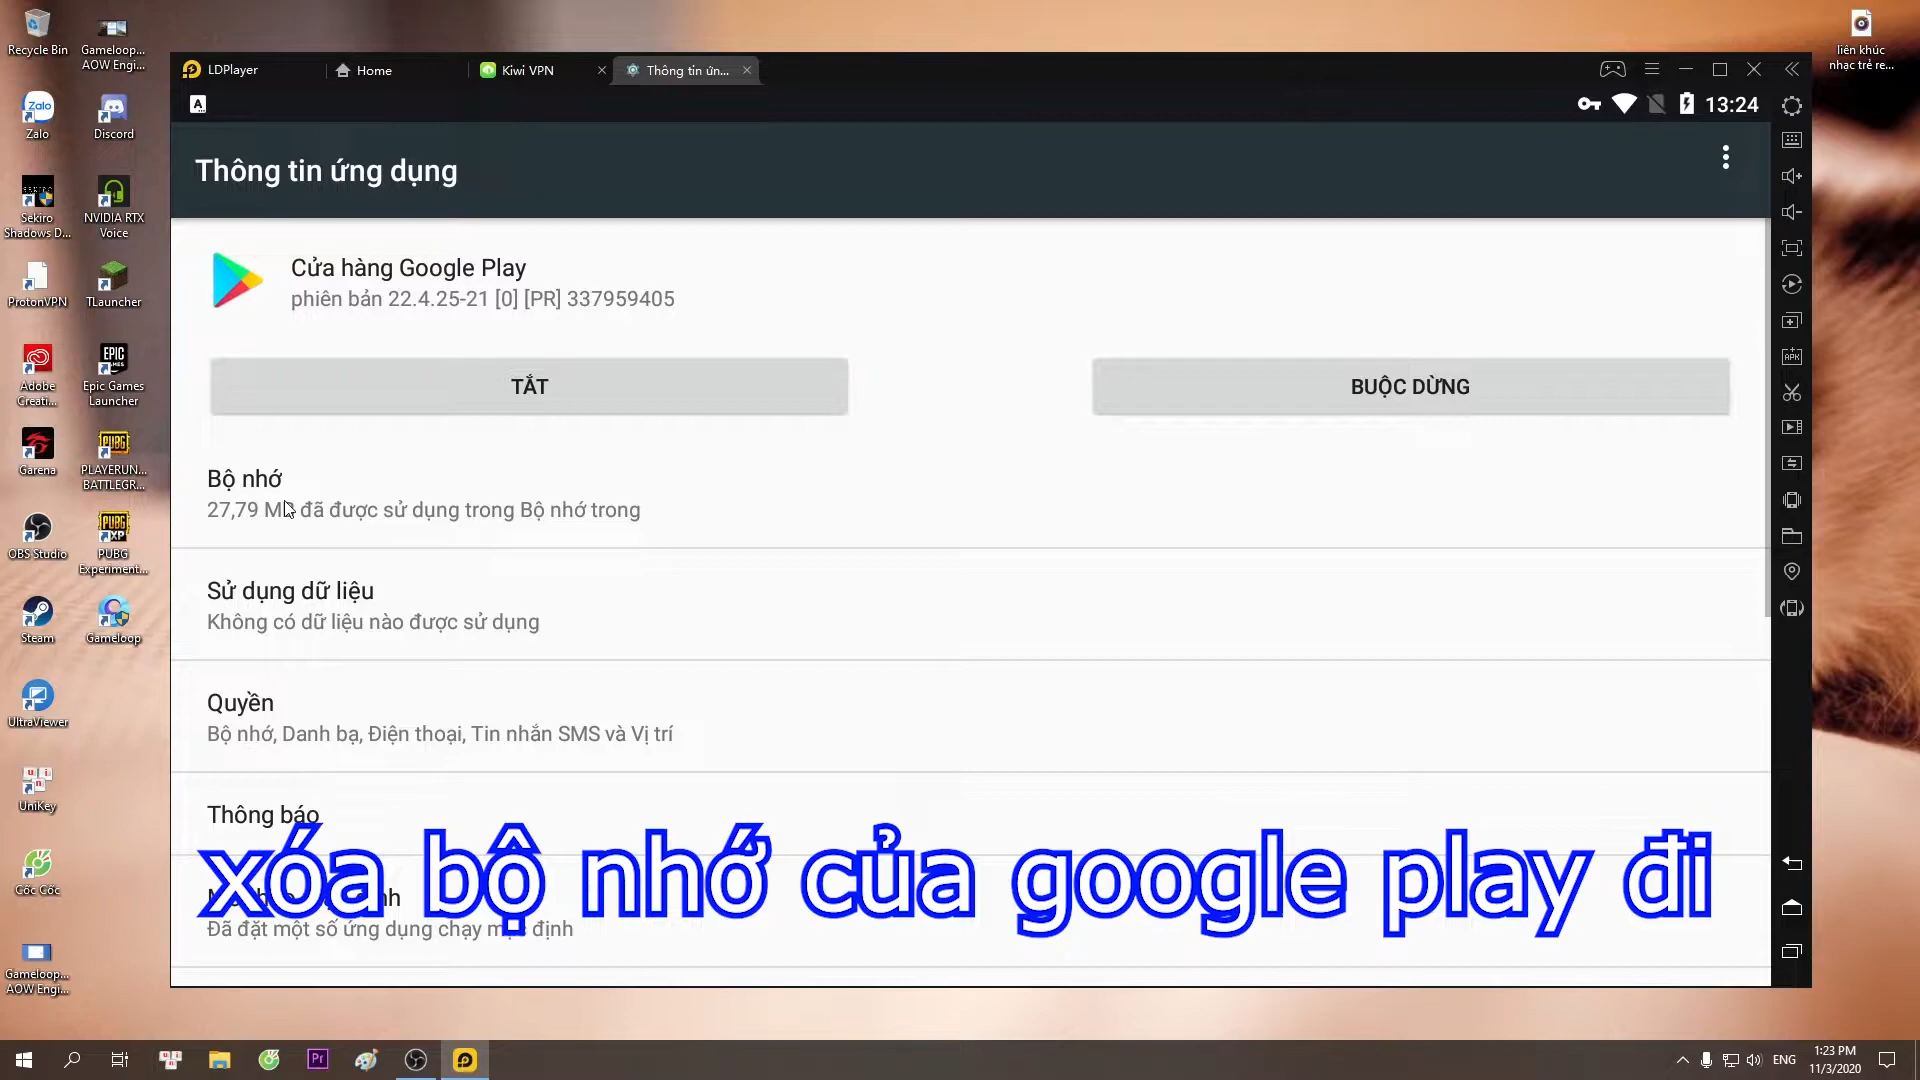 Recycle Bin
Gameloop...
AOW Engi...
Zalo
Discord
Sekiro
Shadows D...
NVIDIA RTX
Voice
ProtonVPN
TLauncher
Adobe
Creati...
Epic Games
Launcher
Garena
PLAYERUN...
BATTLEGR...
OBS Studio
PUBG
Experiment...
Steam
Gameloop
UltraViewer
UniKey
Cốc Cốc
Gameloop...
AOW Engi...
liên khúc
nhạc trẻ re...
LDPlayer
Home
Kiwi VPN
Thông tin ứn...
13:24
Thông tin ứng dụng
Cửa hàng Google Play
phiên bản 22.4.25-21 [0] [PR] 337959405
TẮT
BUỘC DỪNG
Bộ nhớ
27,79 MB đã được sử dụng trong Bộ nhớ trong
Sử dụng dữ liệu
Không có dữ liệu nào được sử dụng
Quyền
Bộ nhớ, Danh bạ, Điện thoại, Tin nhắn SMS và Vị trí
Thông báo
xóa bộ nhớ của google play đi
Đã đặt một số ứng dụng chạy mặc định
ENG
1:23 PM
11/3/2020